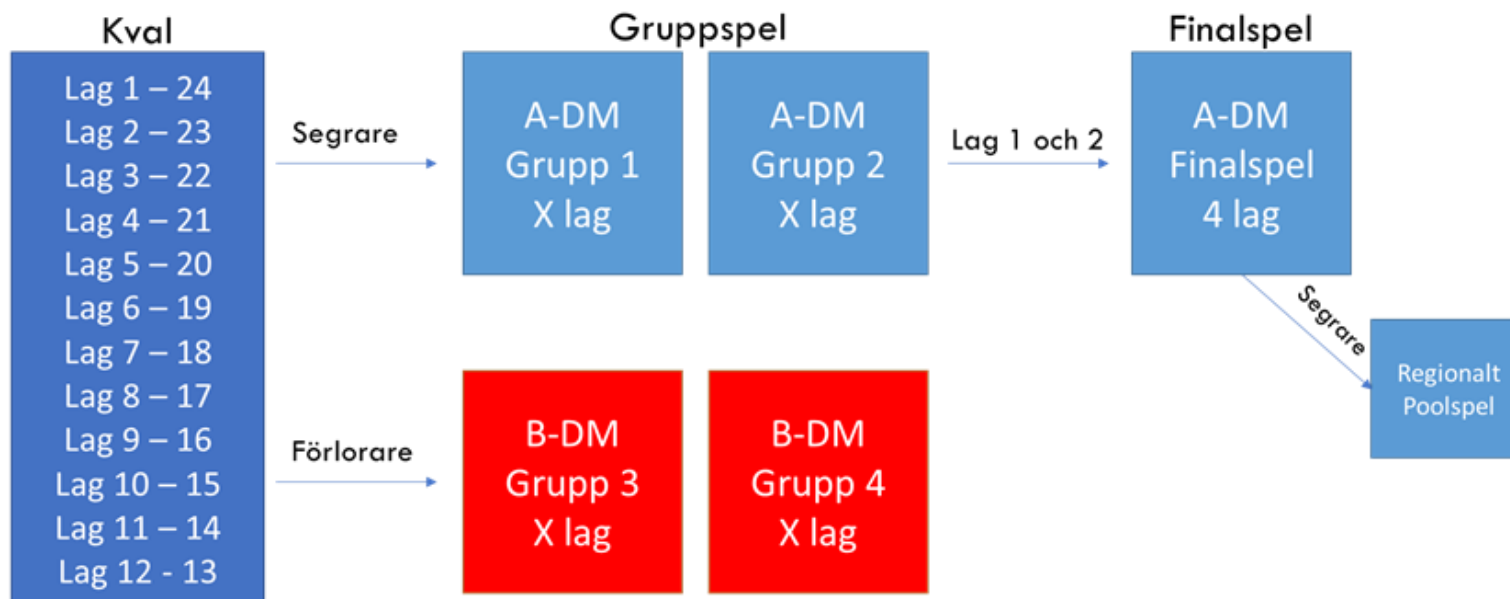 Kval
Lag 1 – 24
Lag 2 – 23
Lag 3 – 22
Lag 4 – 21
Lag 5 – 20
Lag 6 – 19
Lag 7 – 18
Lag 8 – 17
Lag 9 – 16
Lag 10 – 15
Lag 11 – 14
Lag 12 - 13
Segrare
Förlorare
Gruppspel
A-DM
Grupp 1
X lag
A-DM
Grupp 2
X lag
B-DM
Grupp 3
X lag
B-DM
Grupp 4
X lag
Lag 1 och 2
Finalspel
A-DM
Finalspel
4 lag
Segrare
Regionalt
Poolspel